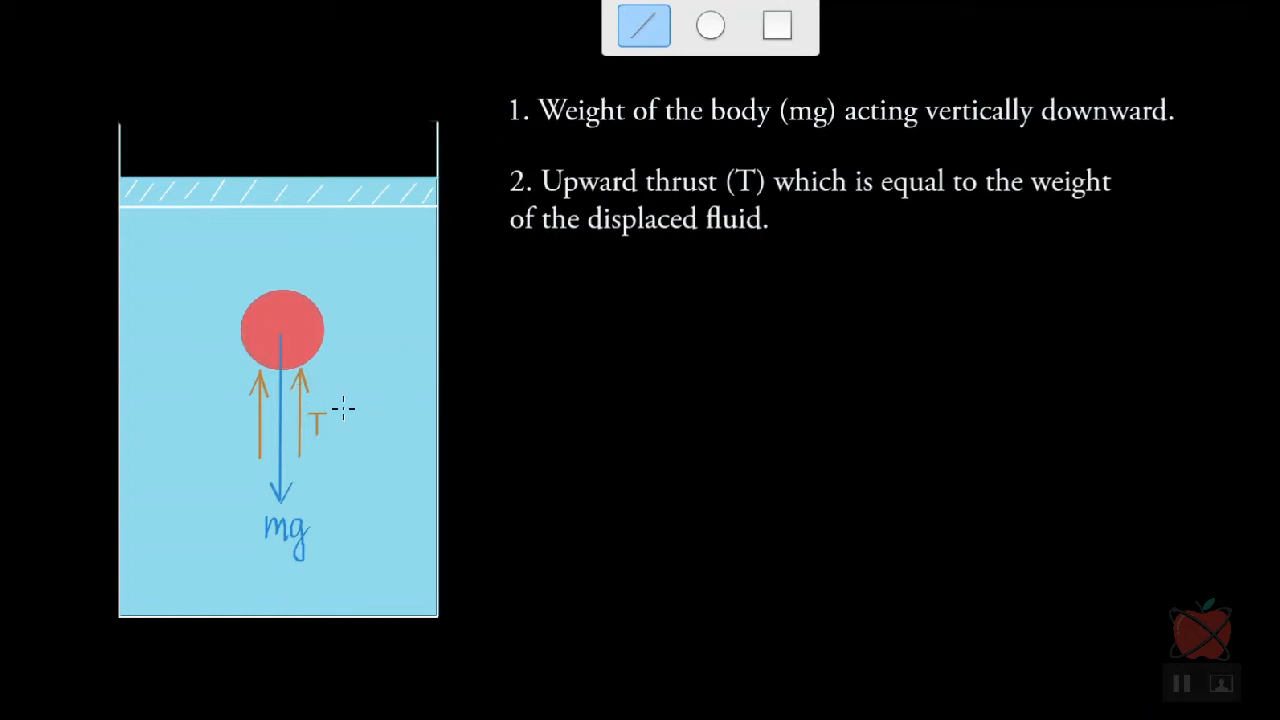 1. Weight of the body (mg) acting vertically downward.
2. Upward thrust (T) which is equal to the weight
of the displaced fluid.
T
mg